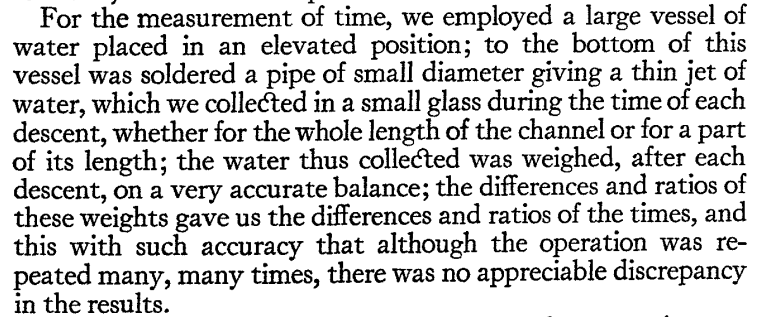 For the measurement of time, we employed a large vessel of
water placed in an elevated position; to the bottom of this
vessel was soldered a pipe of small diameter giving a thin jet of
water, which we collected in a small glass during the time of each
descent, whether for the whole length of the channel or for a part
of its length; the water thus collected was weighed, after each
descent, on a very accurate balance; the differences and ratios of
these weights gave us the differences and ratios of the times, and
this with such accuracy that although the operation was re-
peated many, many times, there was no appreciable discrepancy
in the results.